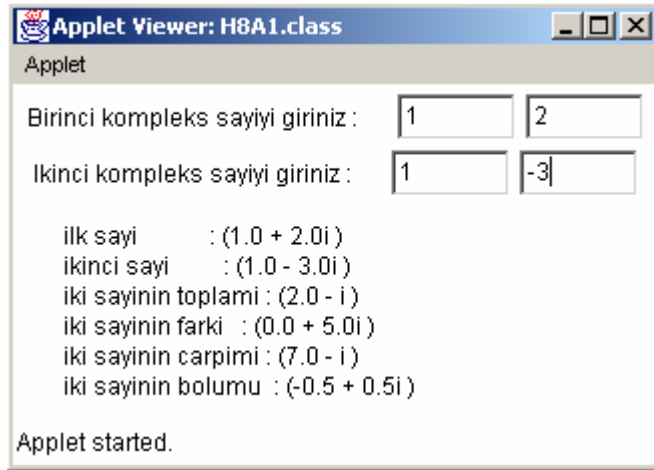 Applet Viewer: H8A1.class
Applet
Birinci kompleks sayiyi giriniz : 1 2
Ikinci kompleks sayiyi giriniz : 1 -3
ilk sayi : (1.0 + 2.0i )
ikinci sayi : (1.0 - 3.0i )
iki sayinin toplami : (2.0 - i )
iki sayinin farki : (0.0 + 5.0i )
iki sayinin carpimi : (7.0 - i )
iki sayinin bolumu : (-0.5 + 0.5i )
Applet started.